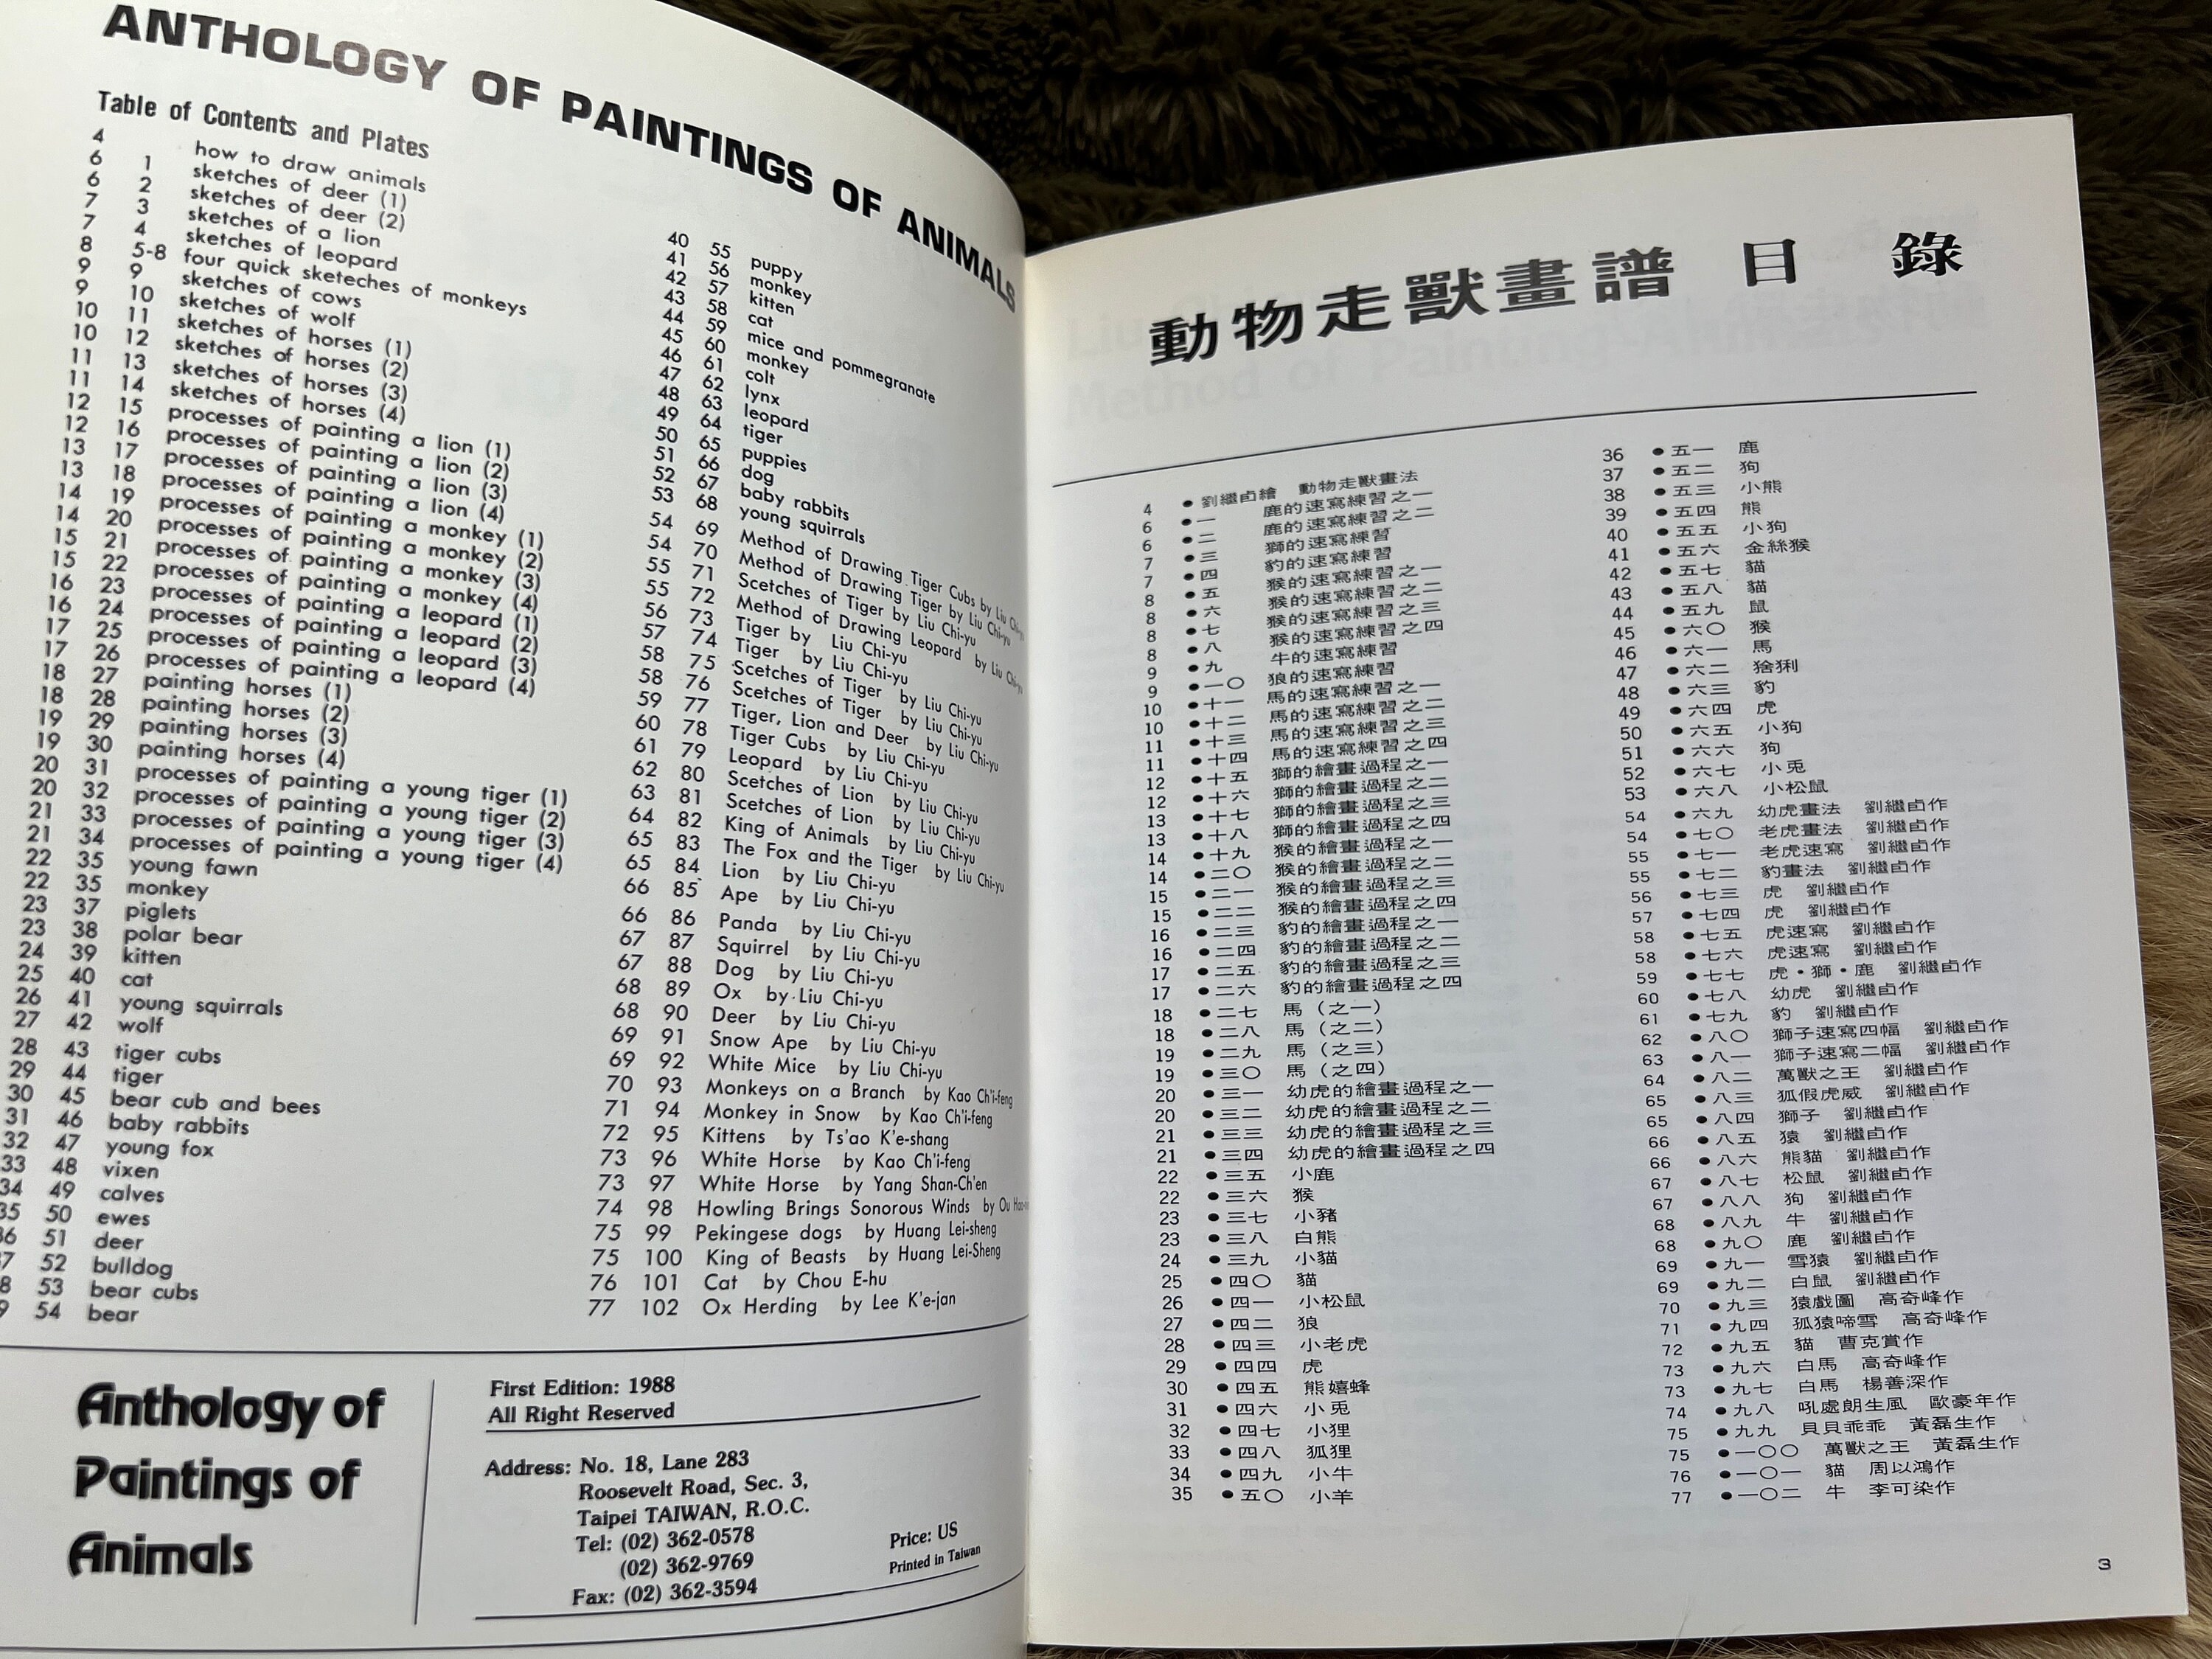 ANTHOLOGY OF PAINTINGS OF ANIMALS
Table of Contents and Plates
4 how to draw animals
6 1 sketches of deer (1)
6 2 sketches of deer (2)
7 3 sketches of a lion
7 4 sketches of leopard
8 5-8 four quick sketeches of monkeys
9 9 sketches of cows
9 10 sketches of wolf
10 11 sketches of horses (1)
10 12 sketches of horses (2)
11 13 sketches of horses (3)
11 14 sketches of horses (4)
12 15 processes of painting a lion (1)
12 16 processes of painting a lion (2)
13 17 processes of painting a lion (3)
13 18 processes of painting a lion (4)
14 19 processes of painting a monkey (1)
14 20 processes of painting a monkey (2)
15 21 processes of painting a monkey (3)
15 22 processes of painting a monkey (4)
16 23 processes of painting a leopard (1)
16 24 processes of painting a leopard (2)
17 25 processes of painting a leopard (3)
17 26 processes of painting a leopard (4)
18 27 painting horses (1)
18 28 painting horses (2)
19 29 painting horses (3)
19 30 painting horses (4)
20 31 processes of painting a young tiger (1)
20 32 processes of painting a young tiger (2)
21 33 processes of painting a young tiger (3)
21 34 processes of painting a young tiger (4)
22 35 young fawn
22 35 monkey
23 37 piglets
23 38 polar bear
24 39 kitten
25 40 cat
26 41 young squirrals
27 42 wolf
28 43 tiger cubs
29 44 tiger
30 45 bear cub and bees
31 46 baby rabbits
32 47 young fox
33 48 vixen
34 49 calves
35 50 ewes
36 51 deer
37 52 bulldog
8 53 bear cubs
9 54 bear
40 55 puppy
41 56 monkey
42 57 kitten
43 58 cat
44 59 mice and pommegranate
45 60 monkey
46 61 colt
47 62 lynx
48 63 leopard
49 64 tiger
50 65 puppies
51 66 dog
52 67 baby rabbits
53 68 young squirrals
54 69 Method of Drawing Tiger Cubs by Liu Chi-yu
54 70 Method of Drawing Tiger by Liu Chi-yu
55 71 Scetches of Tiger by Liu Chi-yu
55 72 Method of Drawing Leopard by Liu Chi-yu
56 73 Tiger by Liu Chi-yu
57 74 Tiger by Liu Chi-yu
58 75 Scetches of Tiger by Liu Chi-yu
58 76 Scetches of Tiger by Liu Chi-yu
59 77 Tiger, Lion and Deer by Liu Chi-yu
60 78 Tiger Cubs by Liu Chi-yu
61 79 Leopard by Liu Chi-yu
62 80 Scetches of Lion by Liu Chi-yu
63 81 Scetches of Lion by Liu Chi-yu
64 82 King of Animals by Liu Chi-yu
65 83 The Fox and the Tiger by Liu Chi-yu
65 84 Lion by Liu Chi-yu
66 85 Ape by Liu Chi-yu
66 86 Panda by Liu Chi-yu
67 87 Squirrel by Liu Chi-yu
67 88 Dog by Liu Chi-yu
68 89 Ox by Liu Chi-yu
68 90 Deer by Liu Chi-yu
69 91 Snow Ape by Liu Chi-yu
69 92 White Mice by Liu Chi-yu
70 93 Monkeys on a Branch by Kao Ch'i-feng
71 94 Monkey in Snow by Kao Ch'i-feng
72 95 Kittens by Ts'ao K'e-shang
73 96 White Horse by Kao Ch'i-feng
73 97 White Horse by Yang Shan-Ch'en
74 98 Howling Brings Sonorous Winds by Ou
75 99 Pekingese dogs by Huang Lei-sheng
75 100 King of Beasts by Huang Lei-Sheng
76 101 Cat by Chou E-hu
77 102 Ox Herding by Lee K'e-jan
Anthology of
Paintings of
Animals
First Edition: 1988
All Right Reserved
Address: No. 18, Lane 283
Roosevelt Road, Sec. 3,
Taipei TAIWAN, R.O.C.
Tel: (02) 362-0578
(02) 362-9769
Fax: (02) 362-3594
Price: US
Printed in Taiwan
動物走獸畫譜 目 錄
4 ●劉繼卣繪 動物走獸畫法
6 ●一 鹿的速寫練習之一
6 ●二 鹿的速寫練習之二
7 ●三 獅的速寫練習
7 ●四 豹的速寫練習
8 ●五 猴的速寫練習之一
8 ●六 猴的速寫練習之二
8 ●七 猴的速寫練習之三
8 ●八 猴的速寫練習之四
9 ●九 牛的速寫練習
9 ●一〇 狼的速寫練習
10 ●十一 馬的速寫練習之一
10 ●十二 馬的速寫練習之二
11 ●十三 馬的速寫練習之三
11 ●十四 馬的速寫練習之四
12 ●十五 獅的繪畫過程之一
12 ●十六 獅的繪畫過程之二
13 ●十七 獅的繪畫過程之三
13 ●十八 獅的繪畫過程之四
14 ●十九 猴的繪畫過程之一
14 ●二〇 猴的繪畫過程之二
15 ●二一 猴的繪畫過程之三
15 ●二二 猴的繪畫過程之四
16 ●二三 豹的繪畫過程之一
16 ●二四 豹的繪畫過程之二
17 ●二五 豹的繪畫過程之三
17 ●二六 豹的繪畫過程之四
18 ●二七 馬(之一)
18 ●二八 馬(之二)
19 ●二九 馬(之三)
19 ●三〇 馬(之四)
20 ●三一 幼虎的繪畫過程之一
20 ●三二 幼虎的繪畫過程之二
21 ●三三 幼虎的繪畫過程之三
21 ●三四 幼虎的繪畫過程之四
22 ●三五 小鹿
22 ●三六 猴
23 ●三七 小豬
23 ●三八 白熊
24 ●三九 小貓
25 ●四〇 貓
26 ●四一 小松鼠
27 ●四二 狼
28 ●四三 小老虎
29 ●四四 虎
30 ●四五 熊嬉蜂
31 ●四六 小兎
32 ●四七 小狸
33 ●四八 狐狸
34 ●四九 小牛
35 ●五〇 小羊
36 ●五一 鹿
37 ●五二 狗
38 ●五三 小熊
39 ●五四 熊
40 ●五五 小狗
41 ●五六 金絲猴
42 ●五七 貓
43 ●五八 貓
44 ●五九 鼠
45 ●六〇 猴
46 ●六一 馬
47 ●六二 猞猁
48 ●六三 豹
49 ●六四 虎
50 ●六五 小狗
51 ●六六 狗
52 ●六七 小兎
53 ●六八 小松鼠
54 ●六九 幼虎畫法 劉繼卣作
54 ●七〇 老虎畫法 劉繼卣作
55 ●七一 老虎速寫 劉繼卣作
55 ●七二 豹畫法 劉繼卣作
56 ●七三 虎 劉繼卣作
57 ●七四 虎 劉繼卣作
58 ●七五 虎速寫 劉繼卣作
58 ●七六 虎速寫 劉繼卣作
59 ●七七 虎・獅・鹿 劉繼卣作
60 ●七八 幼虎 劉繼卣作
61 ●七九 豹 劉繼卣作
62 ●八〇 獅子速寫四幅 劉繼卣作
63 ●八一 獅子速寫二幅 劉繼卣作
64 ●八二 萬獸之王 劉繼卣作
65 ●八三 狐假虎威 劉繼卣作
65 ●八四 獅子 劉繼卣作
66 ●八五 猿 劉繼卣作
66 ●八六 熊貓 劉繼卣作
67 ●八七 松鼠 劉繼卣作
67 ●八八 狗 劉繼卣作
68 ●八九 牛 劉繼卣作
68 ●九〇 鹿 劉繼卣作
69 ●九一 雪猿 劉繼卣作
69 ●九二 白鼠 劉繼卣作
70 ●九三 猿戲圖 高奇峰作
71 ●九四 孤猿啼雪 高奇峰作
72 ●九五 貓 曹克賞作
73 ●九六 白馬 高奇峰作
73 ●九七 白馬 楊善深作
74 ●九八 吼處朗生風 歐豪年作
75 ●九九 貝貝乖乖 黃磊生作
75 ●一〇〇 萬獸之王 黃磊生作
76 ●一〇一 貓 周以鴻作
77 ●一〇二 牛 李可染作
3